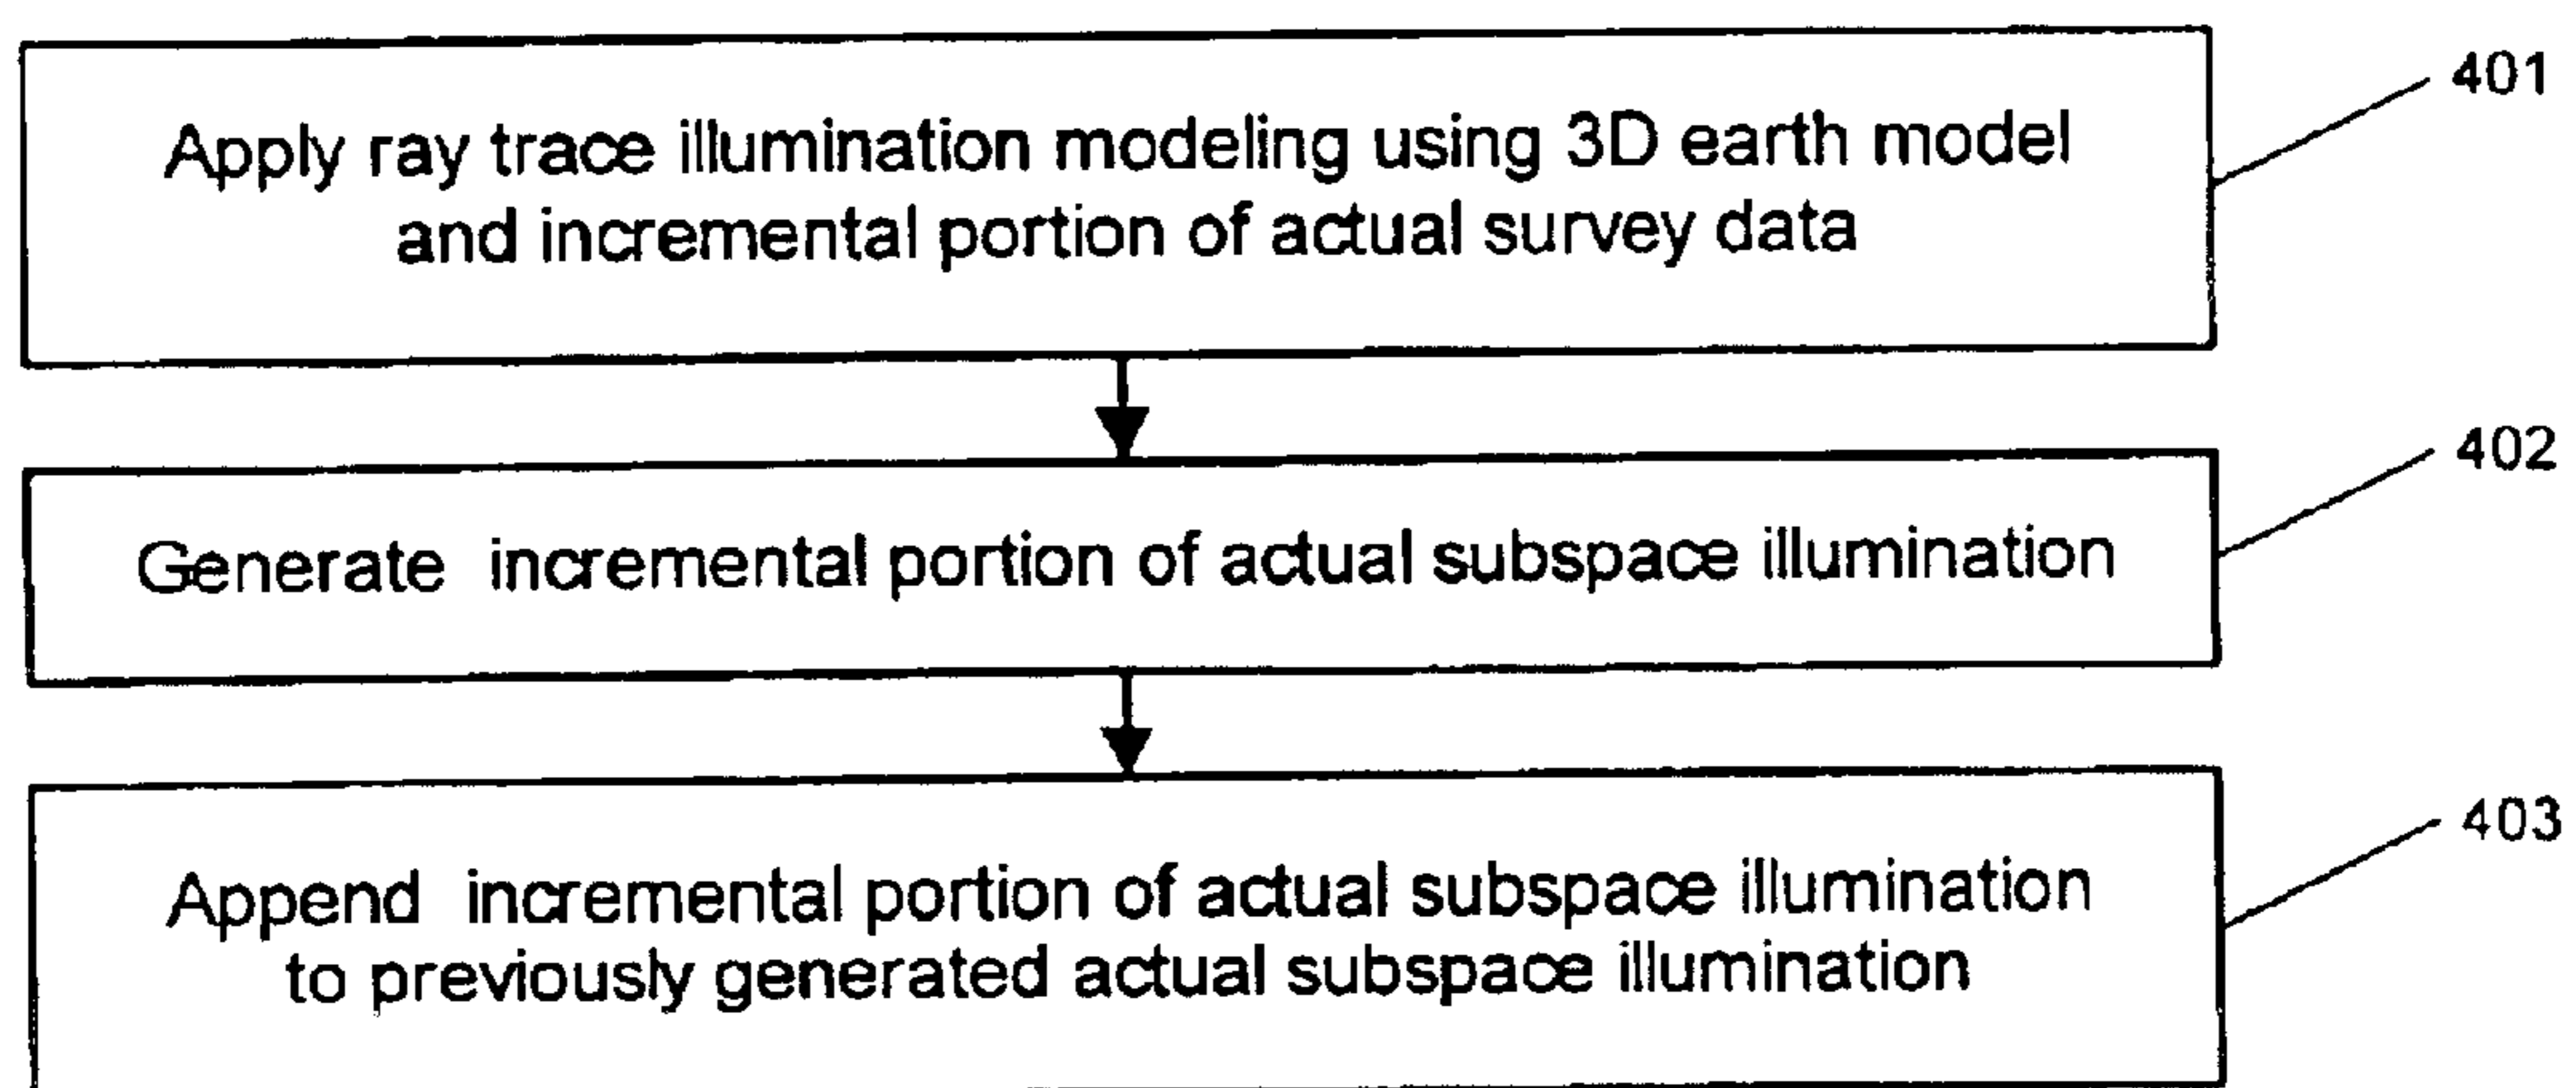 Apply ray trace illumination modeling using 3D earth model
and incremental portion of actual survey data
401
Generate incremental portion of actual subspace illumination
402
Append incremental portion of actual subspace illumination
to previously generated actual subspace illumination
403